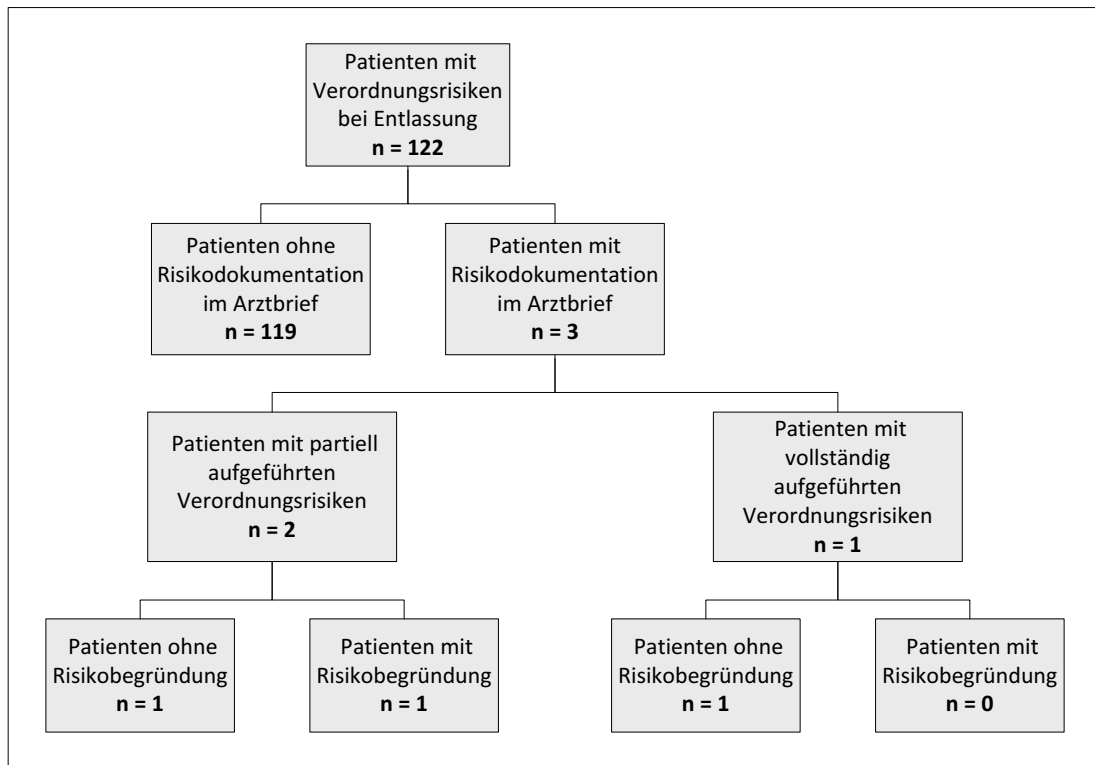 Patienten mit
Verordnungsrisiken
bei Entlassung
n = 122
Patienten ohne
Risikodokumentation
im Arztbrief
n = 119
Patienten mit
Risikodokumentation
im Arztbrief
n = 3
Patienten mit partiell
aufgeführten
Verordnungsrisiken
n = 2
Patienten mit
vollständig
aufgeführten
Verordnungsrisiken
n = 1
Patienten ohne
Risikobegründung
n = 1
Patienten mit
Risikobegründung
n = 1
Patienten ohne
Risikobegründung
n = 1
Patienten mit
Risikobegründung
n = 0